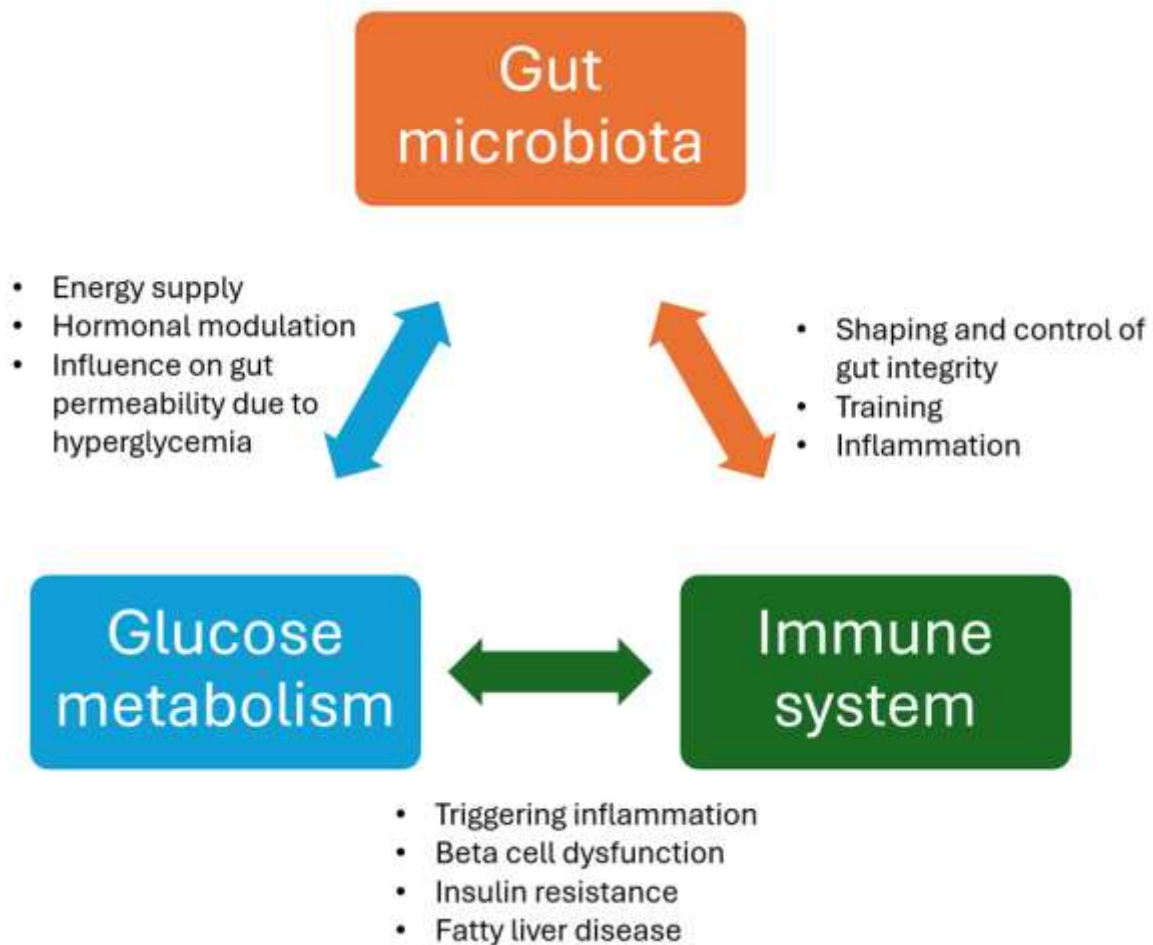 Gut
microbiota
• Energy supply
• Hormonal modulation
• Influence on gut
permeability due to
hyperglycemia
• Shaping and control of
gut integrity
• Training
• Inflammation
Glucose
metabolism
Immune
system
• Triggering inflammation
• Beta cell dysfunction
• Insulin resistance
• Fatty liver disease